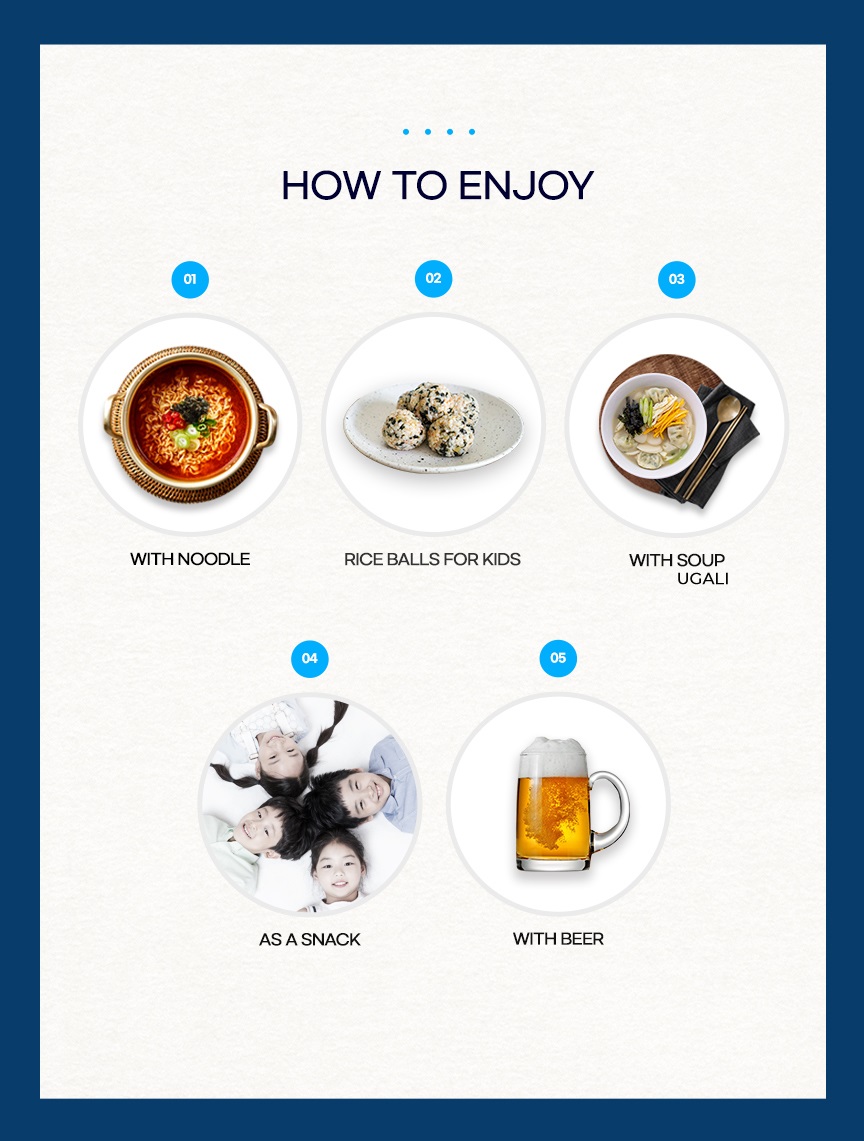 HOW TO ENJOY
01
02
03
WITH NOODLE
RICE BALLS FOR KIDS
WITH SOUP
UGALI
04
05
AS A SNACK
WITH BEER